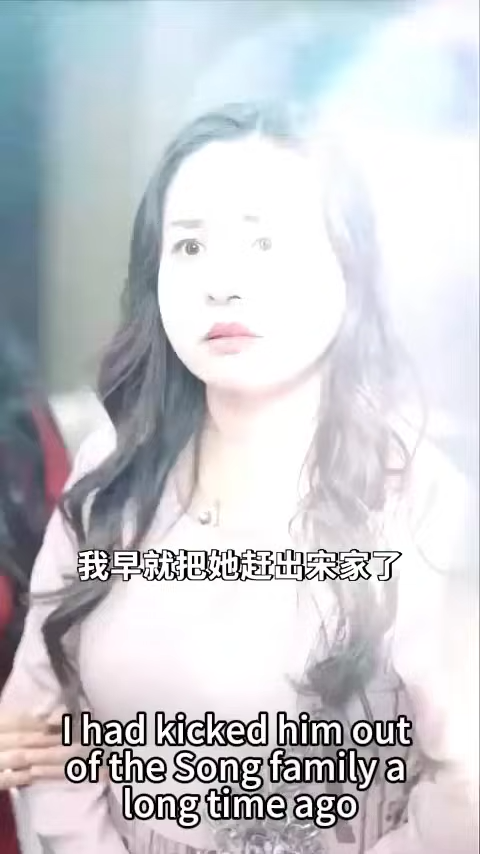 我早就把她赶出宋家了
I had kicked him out
of the Song family a
long time ago